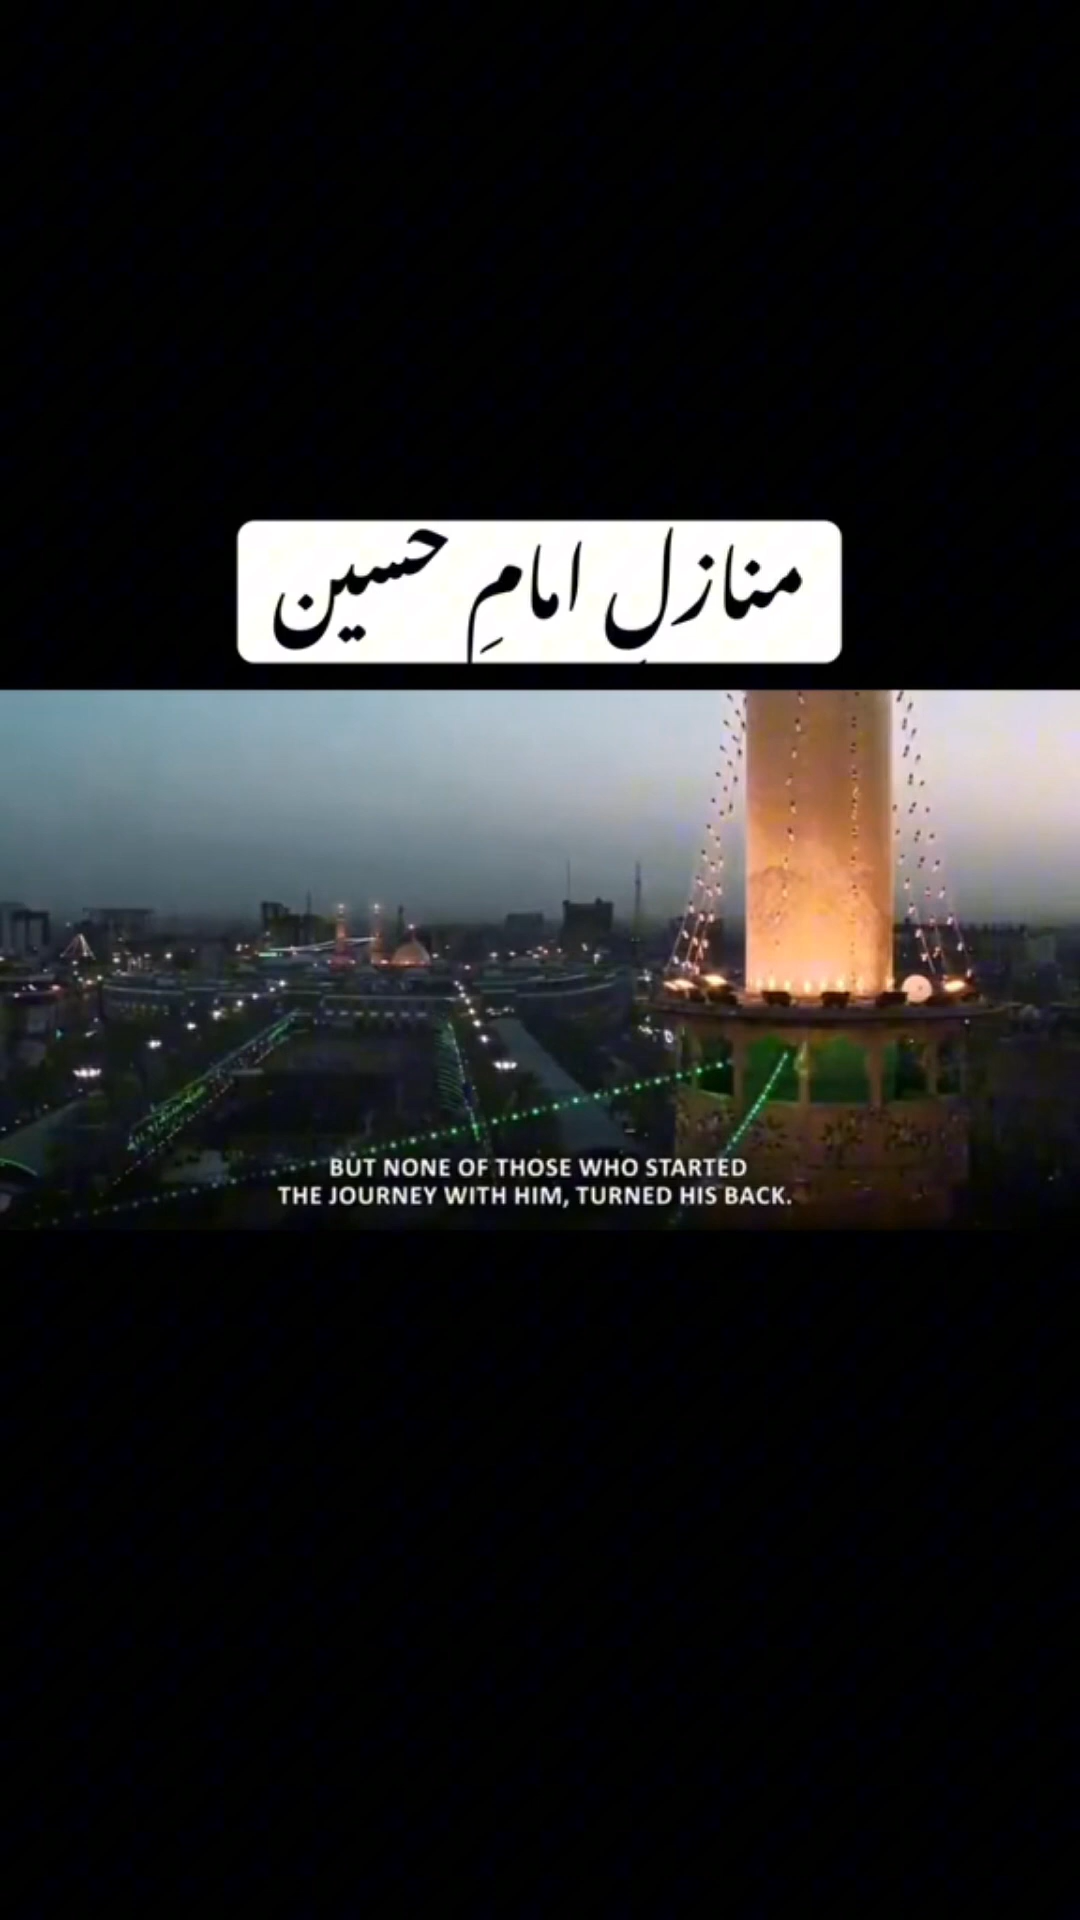 منازلِ امامِ حسین
BUT NONE OF THOSE WHO STARTED
THE JOURNEY WITH HIM, TURNED HIS BACK.